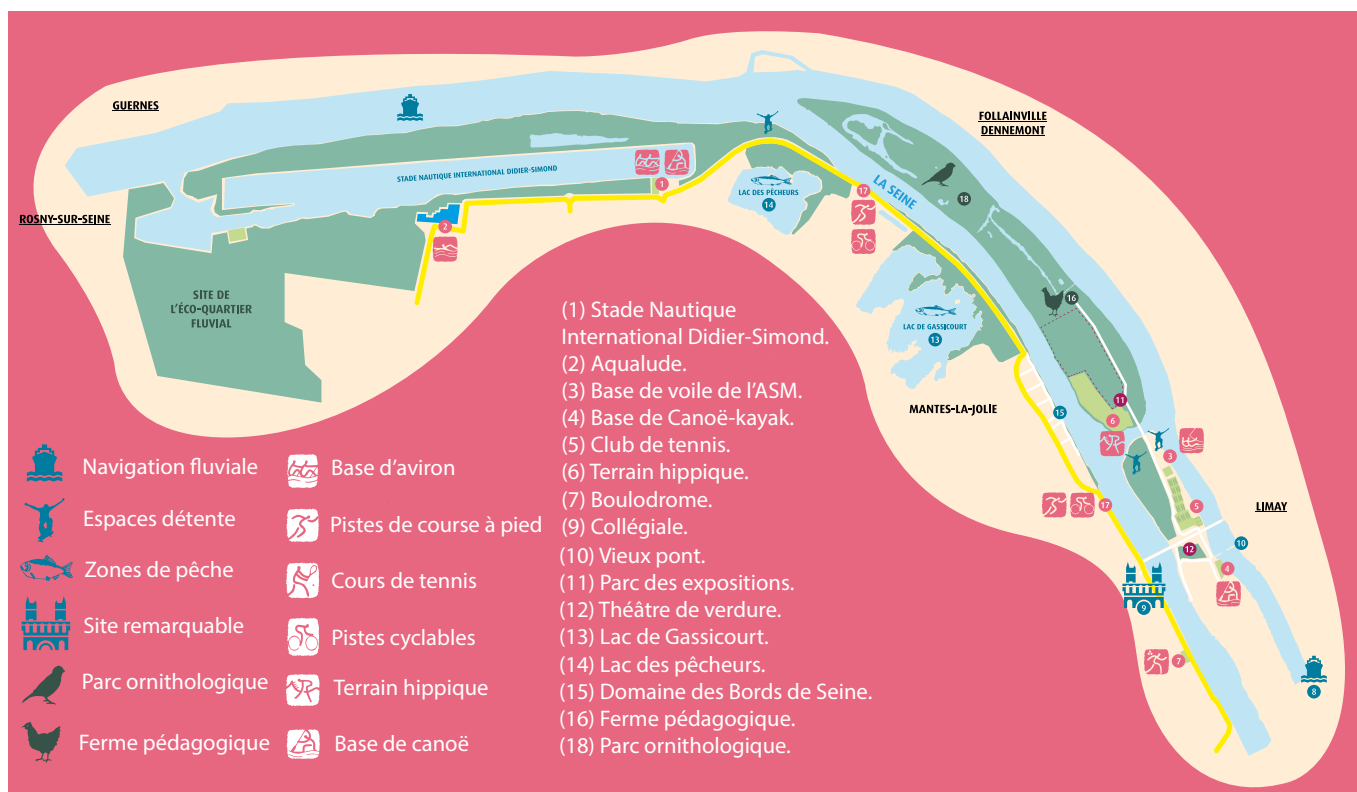 GUERNES
FOLLAINVILLE
DENNEMONT
STADE NAUTIQUE INTERNATIONAL DIDIER-SIMOND
1
LAC DES PÊCHEURS
14
17
LA SEINE
18
ROSNY-SUR-SEINE
2
SITE DE
L'ÉCO-QUARTIER
FLUVIAL
16
LAC DE GASSICOURT
13
MANTES-LA-JOLIE
15
11
6
3
17
5
LIMAY
10
12
4
9
7
8
Navigation fluviale
Espaces détente
Zones de pêche
Site remarquable
Parc ornithologique
Ferme pédagogique
Base d'aviron
Pistes de course à pied
Cours de tennis
Pistes cyclables
Terrain hippique
Base de canoë
(1) Stade Nautique
International Didier-Simond.
(2) Aqualude.
(3) Base de voile de l'ASM.
(4) Base de Canoë-kayak.
(5) Club de tennis.
(6) Terrain hippique.
(7) Boulodrome.
(9) Collégiale.
(10) Vieux pont.
(11) Parc des expositions.
(12) Théâtre de verdure.
(13) Lac de Gassicourt.
(14) Lac des pêcheurs.
(15) Domaine des Bords de Seine.
(16) Ferme pédagogique.
(18) Parc ornithologique.